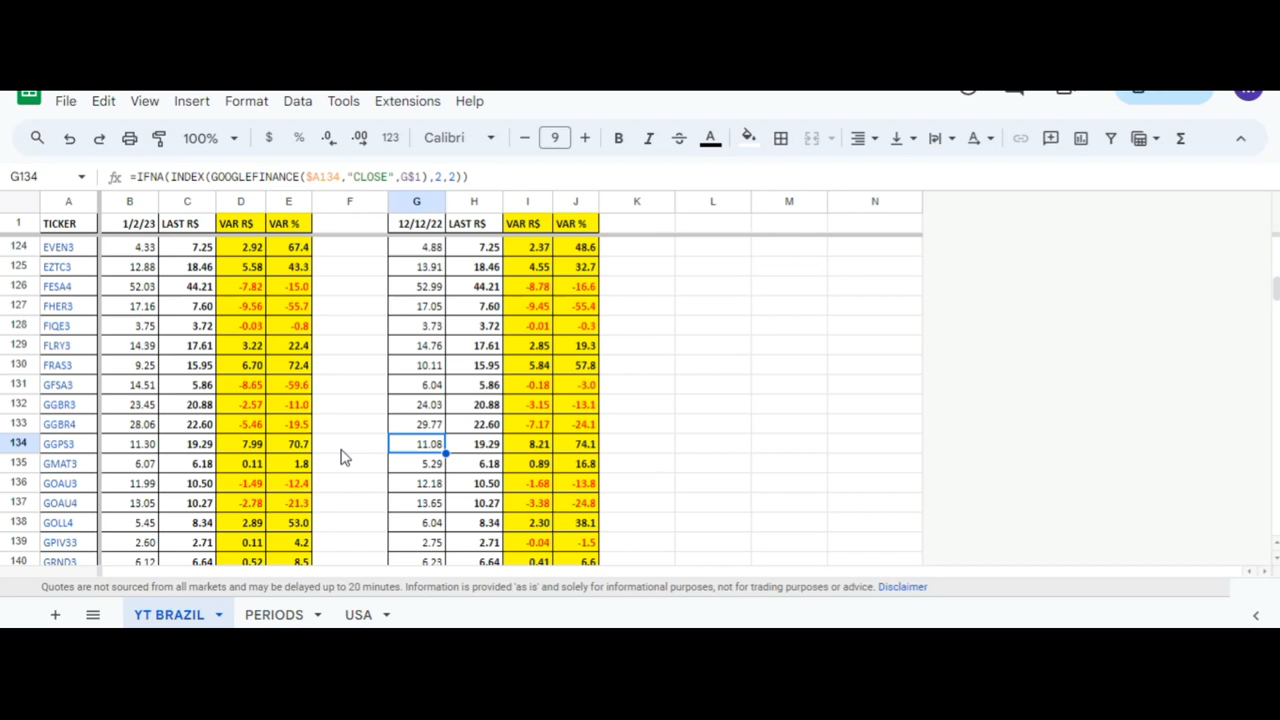 File Edit View Insert Format Data Tools Extensions Help
100% $ % .0 .00 123 Calibri 9 B I A Σ
G134 fx =IFNA(INDEX(GOOGLEFINANCE($A134,"CLOSE",G$1),2,2))
A B C D E F G H I J K L M N
1 TICKER 1/2/23 LAST R$ VAR R$ VAR % 12/12/22 LAST R$ VAR R$ VAR %
124 EVEN3 4.33 7.25 2.92 67.4 4.88 7.25 2.37 48.6
125 EZTC3 12.88 18.46 5.58 43.3 13.91 18.46 4.55 32.7
126 FESA4 52.03 44.21 -7.82 -15.0 52.99 44.21 -8.78 -16.6
127 FHER3 17.16 7.60 -9.56 -55.7 17.05 7.60 -9.45 -55.4
128 FIQE3 3.75 3.72 -0.03 -0.8 3.73 3.72 -0.01 -0.3
129 FLRY3 14.39 17.61 3.22 22.4 14.76 17.61 2.85 19.3
130 FRAS3 9.25 15.95 6.70 72.4 10.11 15.95 5.84 57.8
131 GFSA3 14.51 5.86 -8.65 -59.6 6.04 5.86 -0.18 -3.0
132 GGBR3 23.45 20.88 -2.57 -11.0 24.03 20.88 -3.15 -13.1
133 GGBR4 28.06 22.60 -5.46 -19.5 29.77 22.60 -7.17 -24.1
134 GGPS3 11.30 19.29 7.99 70.7 11.08 19.29 8.21 74.1
135 GMAT3 6.07 6.18 0.11 1.8 5.29 6.18 0.89 16.8
136 GOAU3 11.99 10.50 -1.49 -12.4 12.18 10.50 -1.68 -13.8
137 GOAU4 13.05 10.27 -2.78 -21.3 13.65 10.27 -3.38 -24.8
138 GOLL4 5.45 8.34 2.89 53.0 6.04 8.34 2.30 38.1
139 GPIV33 2.60 2.71 0.11 4.2 2.75 2.71 -0.04 -1.5
140 GRND3 6.12 6.64 0.52 8.5 6.23 6.64 0.41 6.6
Quotes are not sourced from all markets and may be delayed up to 20 minutes. Information is provided 'as is' and solely for informational purposes, not for trading purposes or advice. Disclaimer
YT BRAZIL PERIODS USA